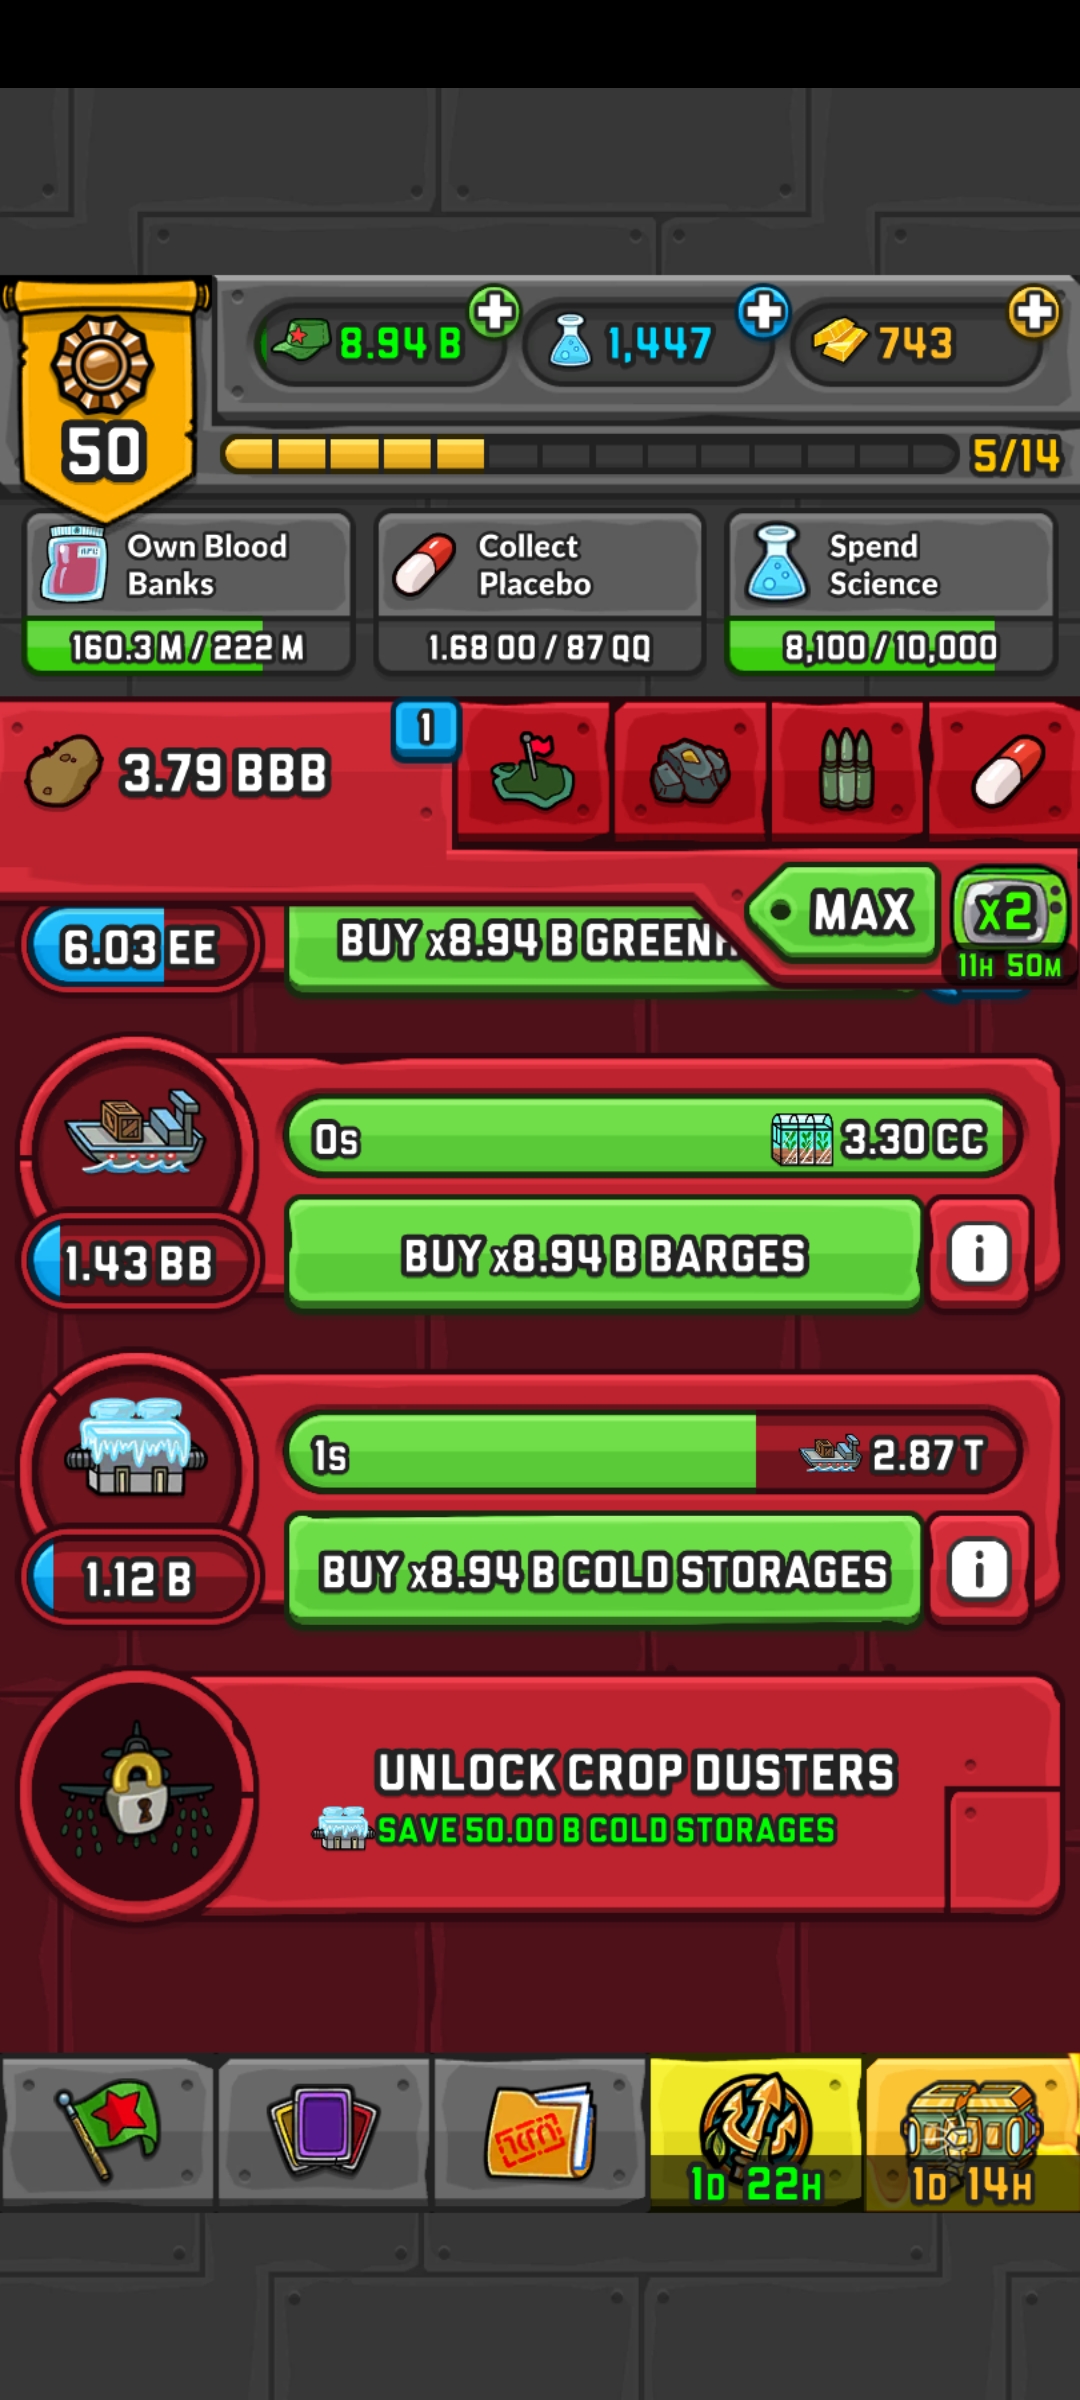 8.94 B
1,447
743
50
5/14
Own Blood
Banks
160.3 M / 222 M
Collect
Placebo
1.68 OO / 87 QQ
Spend
Science
8,100 / 10,000
3.79 BBB
1
MAX
x2
11H 50M
6.03 EE
BUY x8.94 B GREENH
0s
3.30 CC
1.43 BB
BUY x8.94 B BARGES
i
1s
2.87 T
1.12 B
BUY x8.94 B COLD STORAGES
i
UNLOCK CROP DUSTERS
SAVE 50.00 B COLD STORAGES
1D 22H
1D 14H